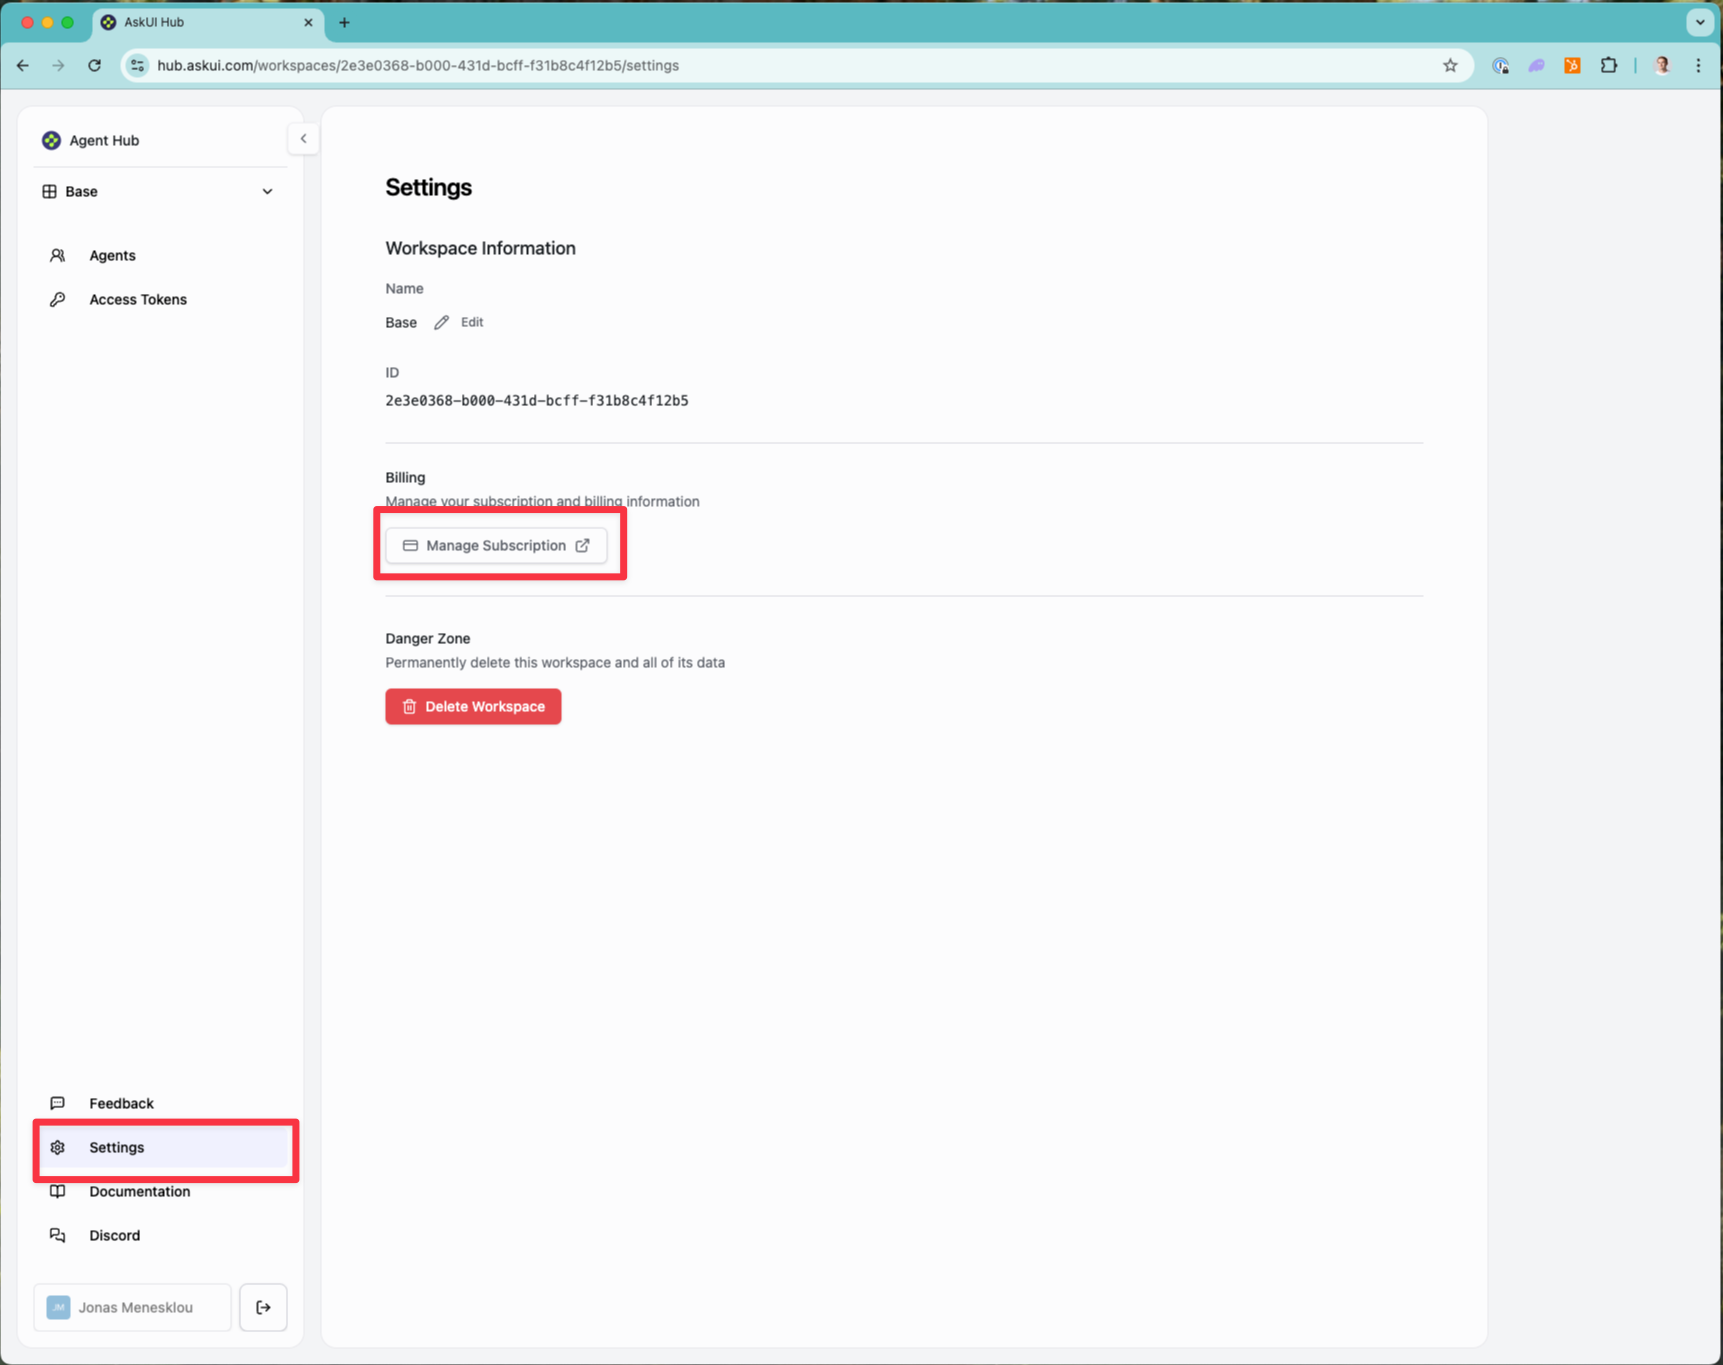 AskUI Hub
hub.askui.com/workspaces/2e3e0368-b000-431d-bcff-f31b8c4f12b5/settings
Agent Hub
Base
Agents
Access Tokens
Settings
Workspace Information
Name
Base Edit
ID
2e3e0368-b000-431d-bcff-f31b8c4f12b5
Billing
Manage your subscription and billing information
Manage Subscription
Danger Zone
Permanently delete this workspace and all of its data
Delete Workspace
Feedback
Settings
Documentation
Discord
JM Jonas Menesklou